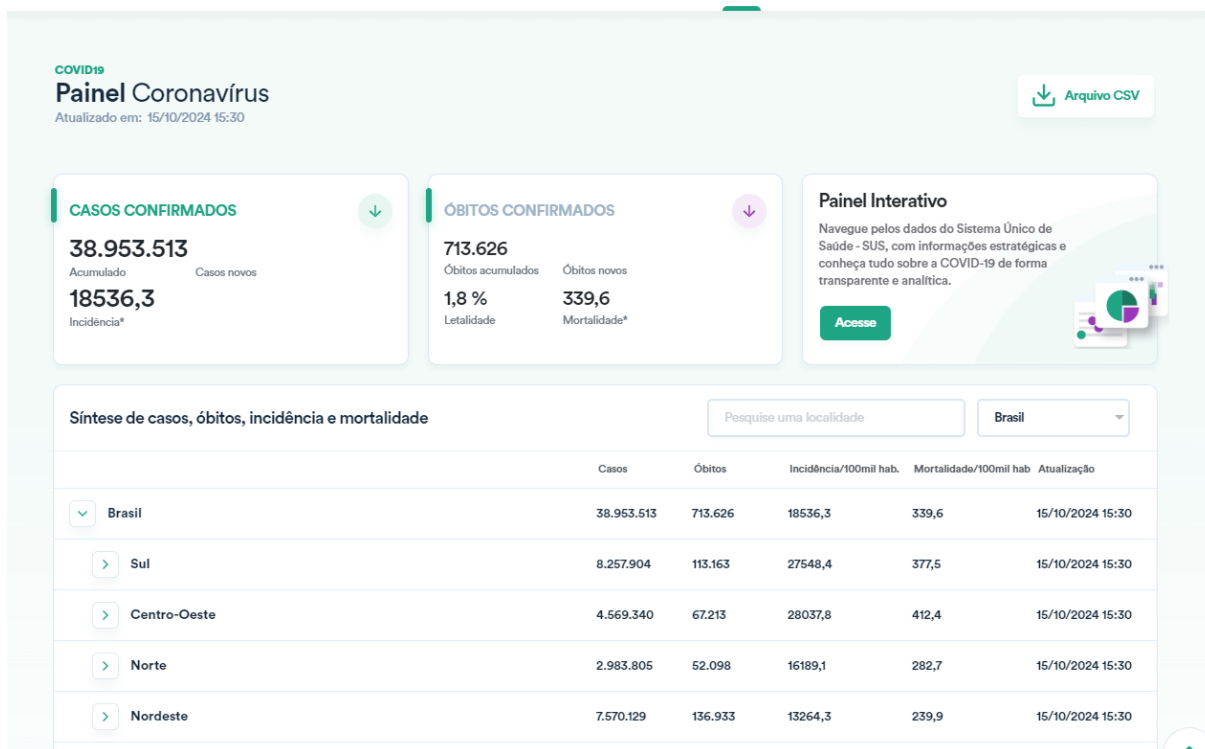 COVID19
Painel Coronavírus
Atualizado em: 15/10/2024 15:30
Arquivo CSV
CASOS CONFIRMADOS
38.953.513
Acumulado Casos novos
18536,3
Incidência*
ÓBITOS CONFIRMADOS
713.626
Óbitos acumulados Óbitos novos
1,8 % 339,6
Letalidade Mortalidade*
Painel Interativo
Navegue pelos dados do Sistema Único de
Saúde - SUS, com informações estratégicas e
conheça tudo sobre a COVID-19 de forma
transparente e analítica.
Acesse
Síntese de casos, óbitos, incidência e mortalidade Pesquise uma localidade Brasil
Casos Óbitos Incidência/100mil hab. Mortalidade/100mil hab Atualização
Brasil 38.953.513 713.626 18536,3 339,6 15/10/2024 15:30
Sul 8.257.904 113.163 27548,4 377,5 15/10/2024 15:30
Centro-Oeste 4.569.340 67.213 28037,8 412,4 15/10/2024 15:30
Norte 2.983.805 52.098 16189,1 282,7 15/10/2024 15:30
Nordeste 7.570.129 136.933 13264,3 239,9 15/10/2024 15:30